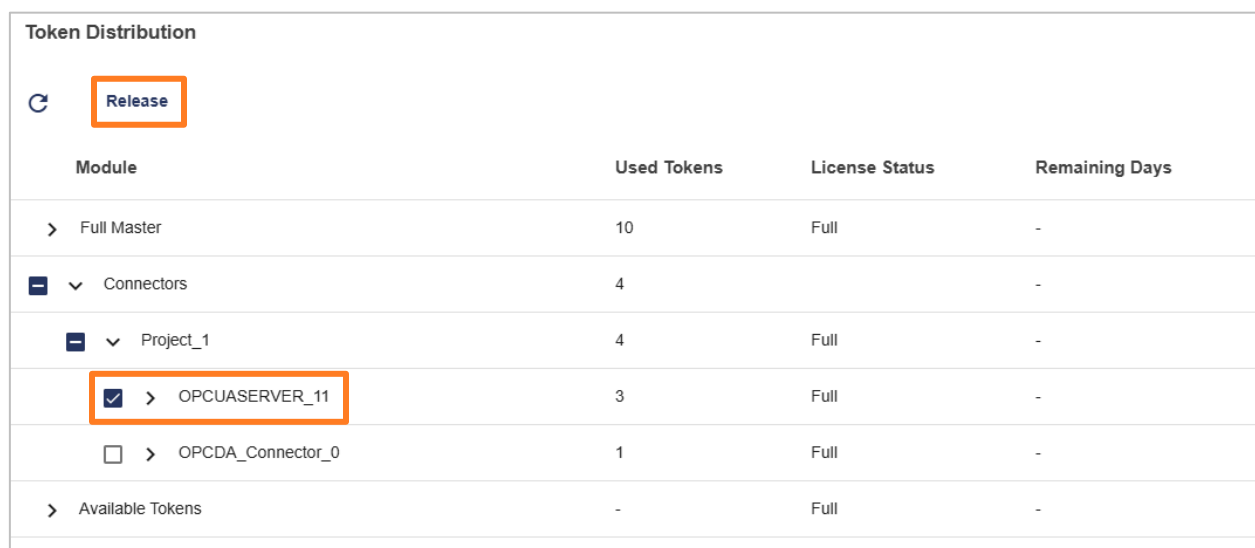 Token Distribution
Release
Module Used Tokens License Status Remaining Days
Full Master 10 Full -
Connectors 4 -
Project_1 4 Full -
OPCUASERVER_11 3 Full -
OPCDA_Connector_0 1 Full -
Available Tokens - Full -